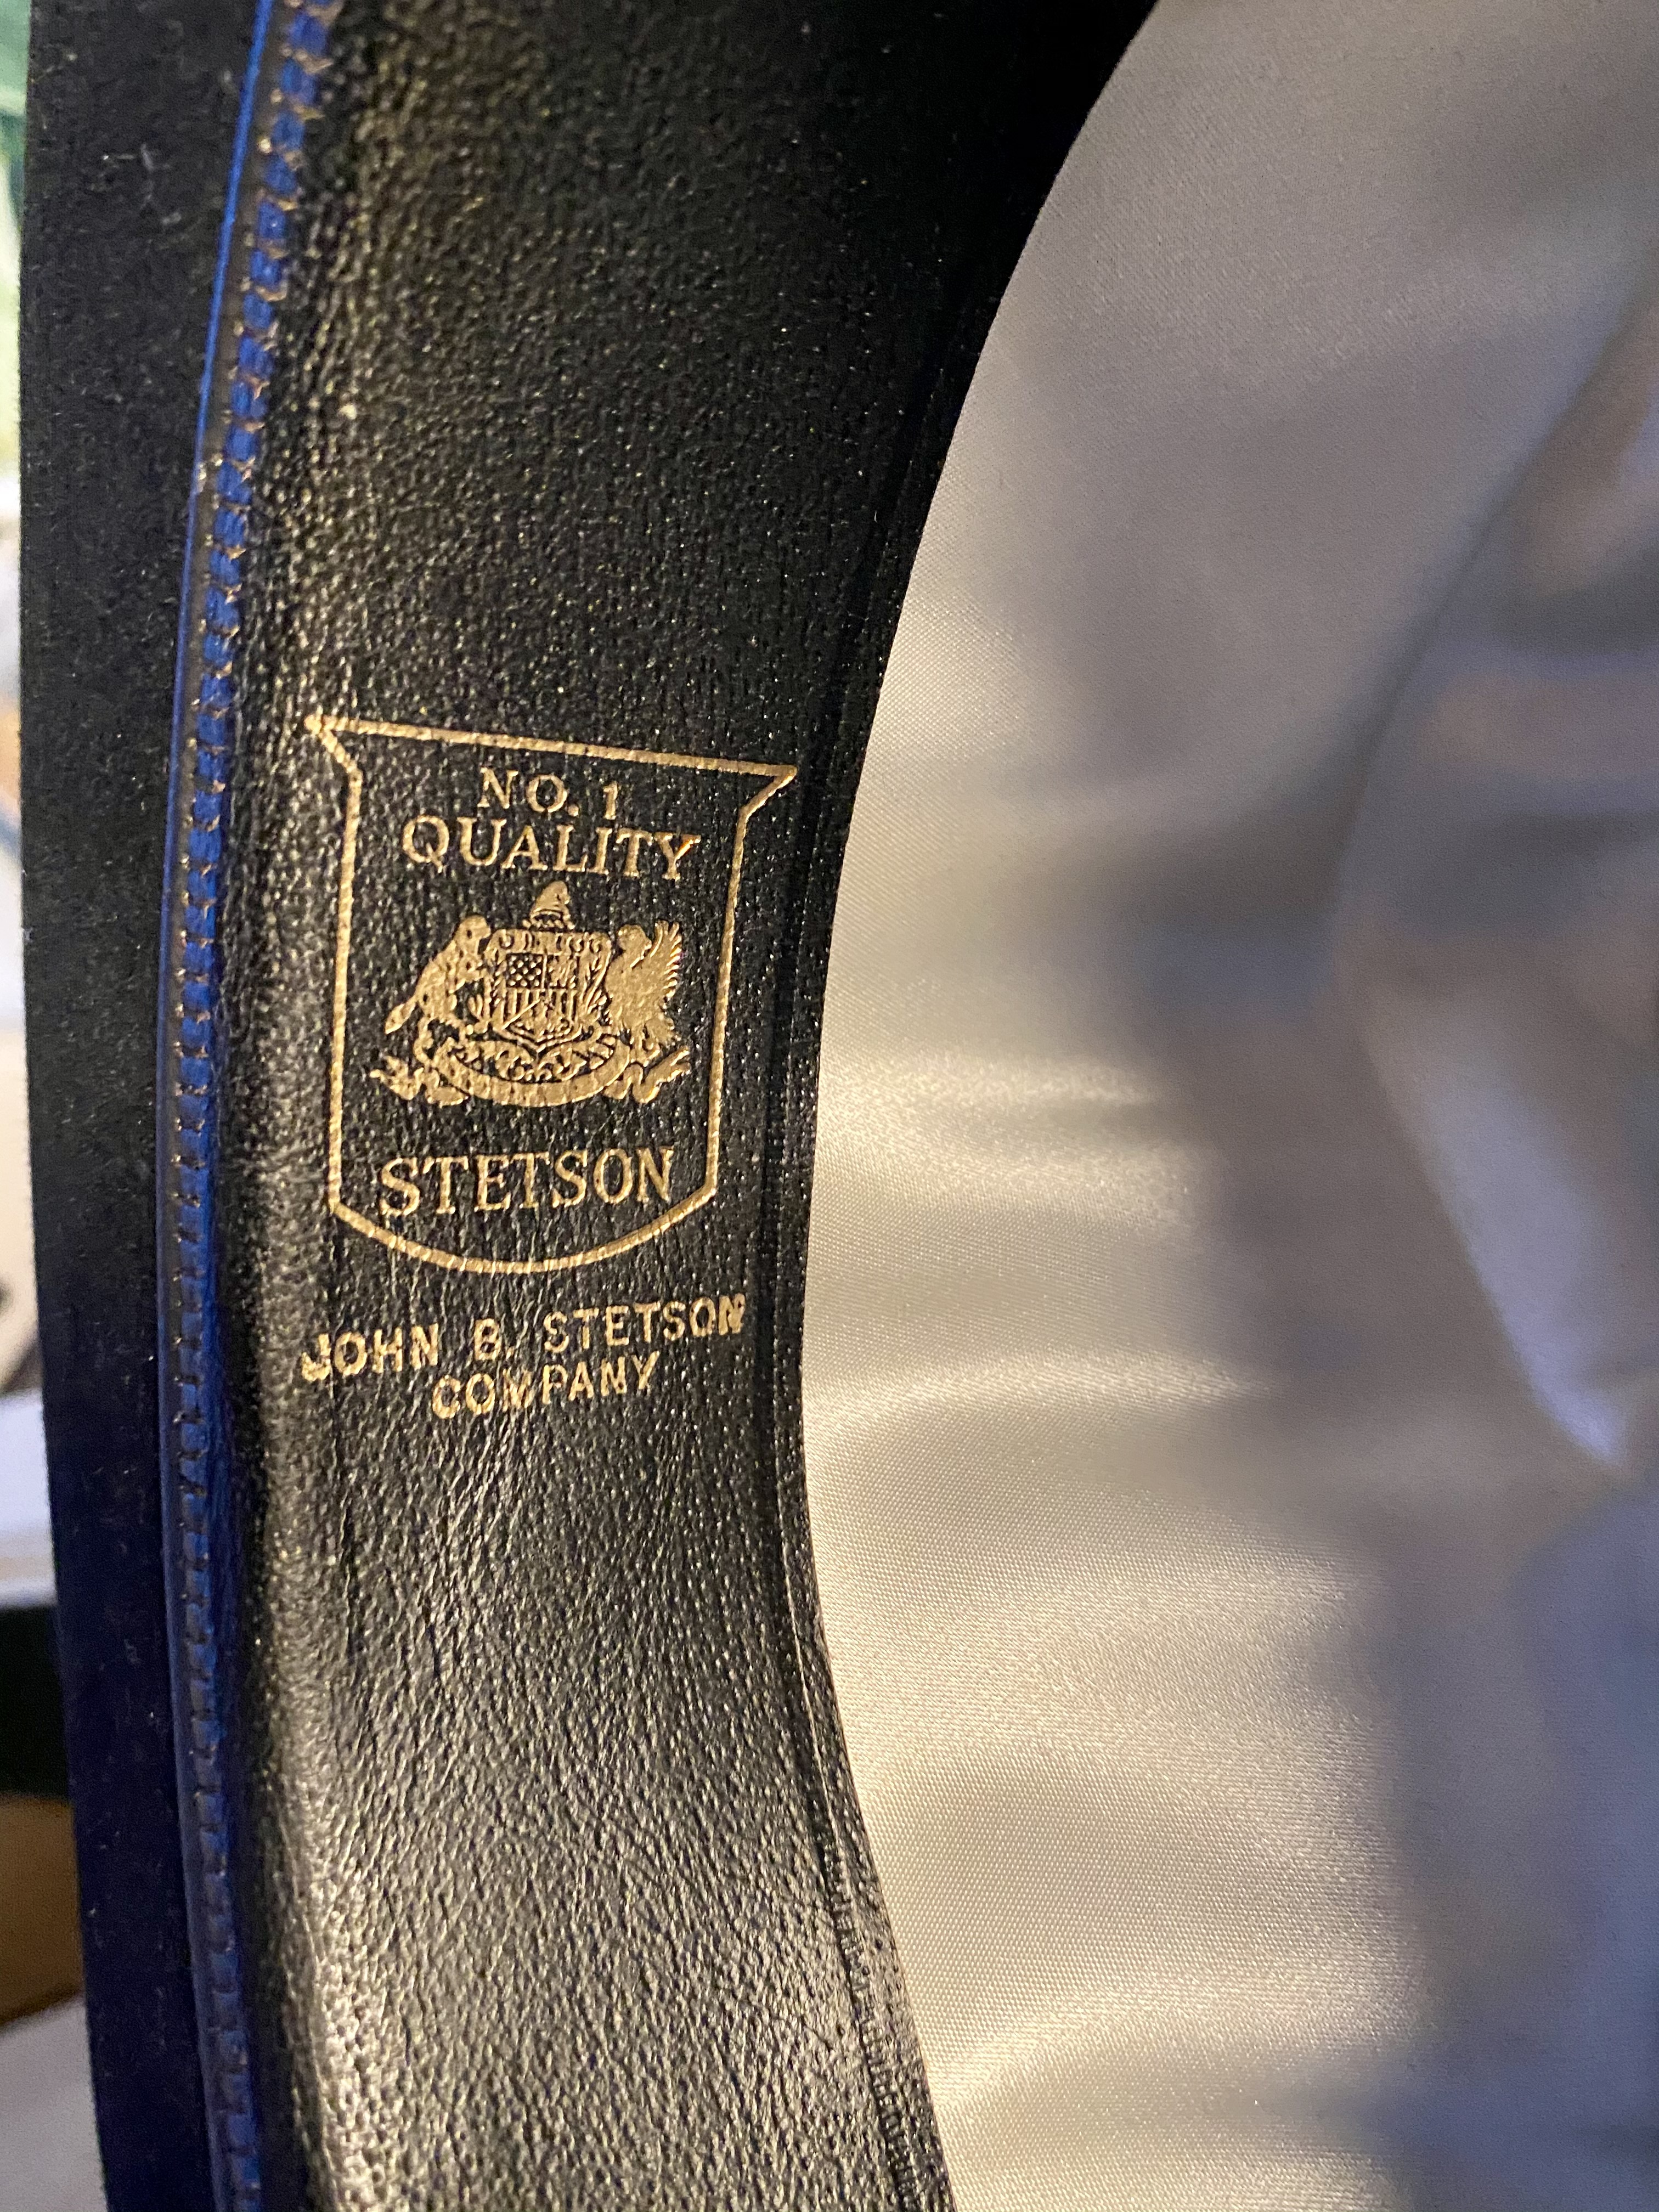 NO. 1
QUALITY
STETSON
JOHN B. STETSON
COMPANY